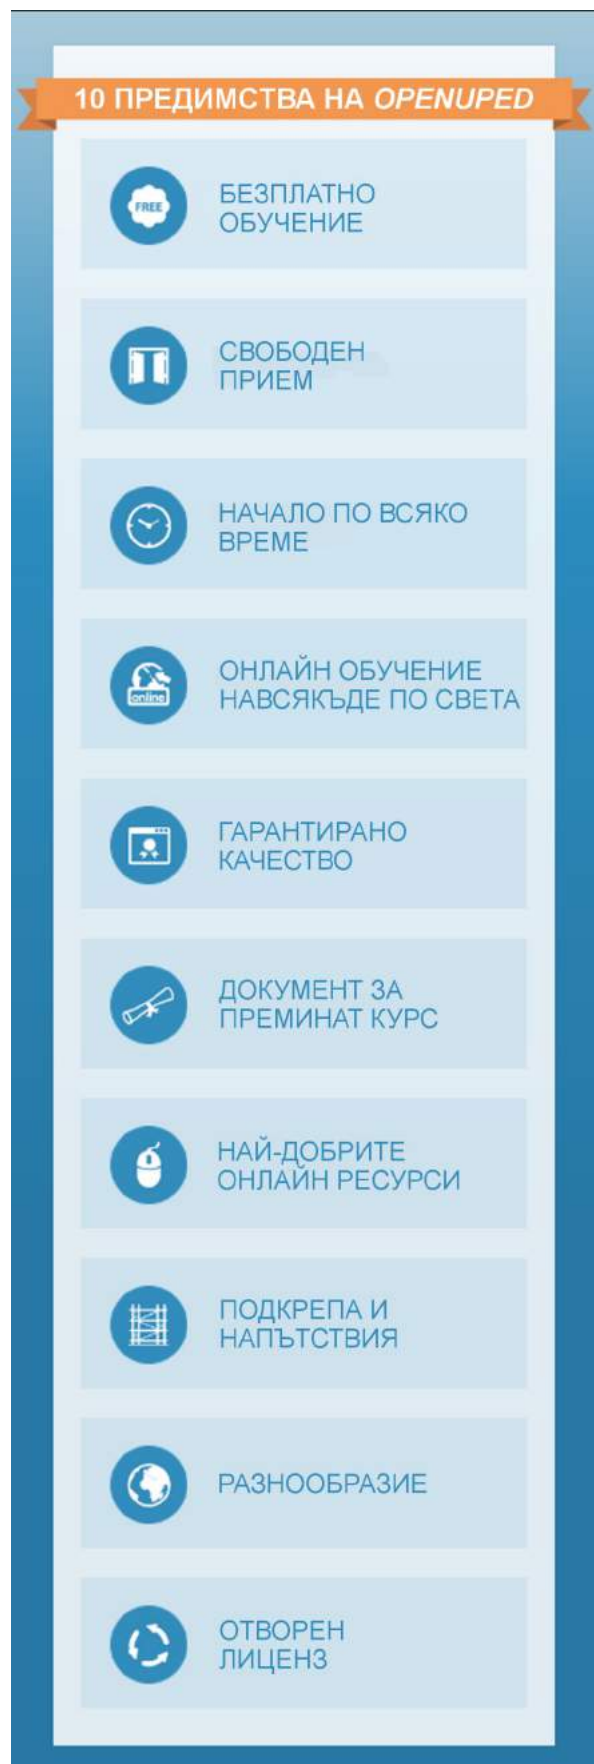 10 ПРЕДИМСТВА НА OPENUPED
FREE
БЕЗПЛАТНО
ОБУЧЕНИЕ
СВОБОДЕН
ПРИЕМ
НАЧАЛО ПО ВСЯКО
ВРЕМЕ
ОНЛАЙН ОБУЧЕНИЕ
НАВСЯКЪДЕ ПО СВЕТА
online
ГАРАНТИРАНО
КАЧЕСТВО
ДОКУМЕНТ ЗА
ПРЕМИНАТ КУРС
НАЙ-ДОБРИТЕ
ОНЛАЙН РЕСУРСИ
ПОДКРЕПА И
НАПЪТСТВИЯ
РАЗНООБРАЗИЕ
ОТВОРЕН
ЛИЦЕНЗ